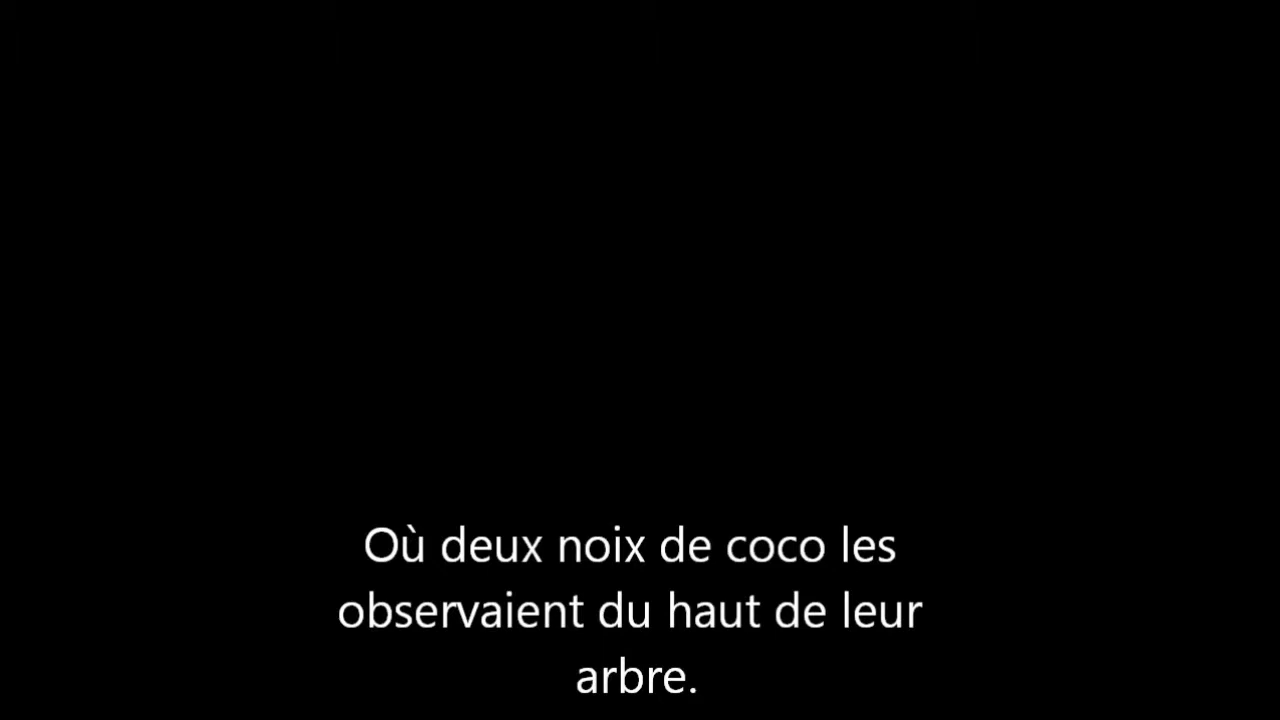 Où deux noix de coco les
observaient du haut de leur
arbre.